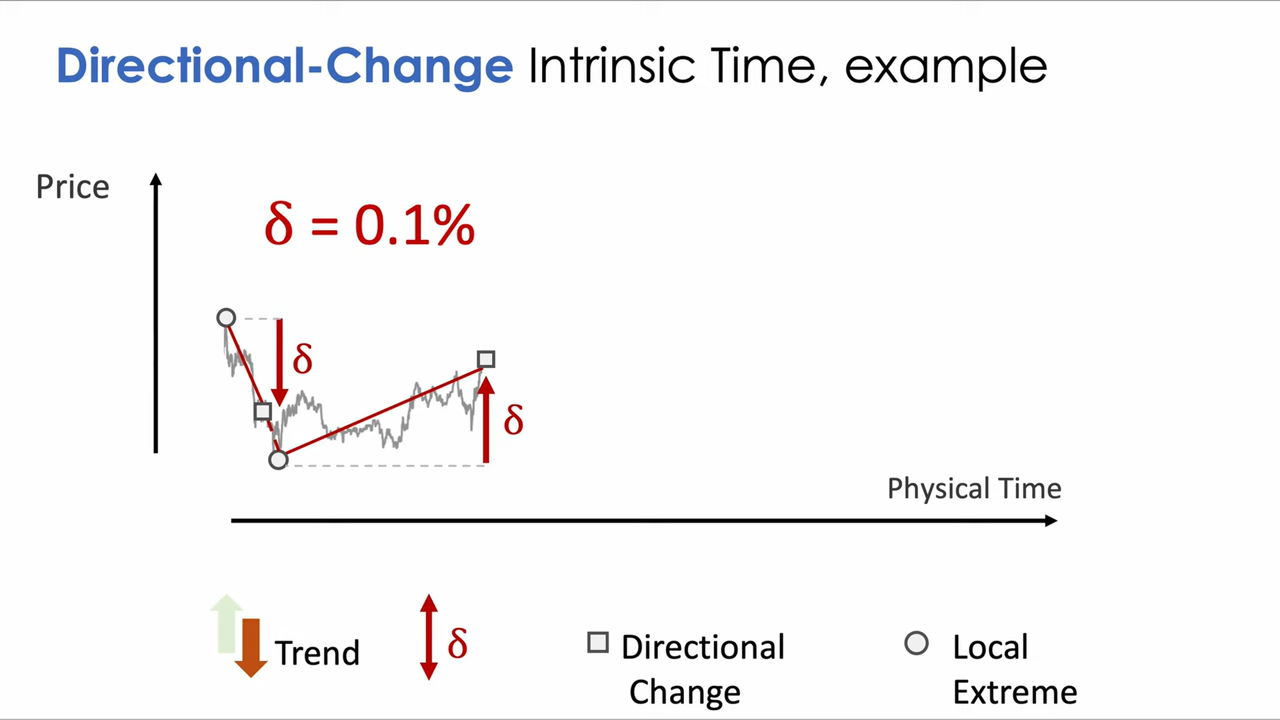 Directional-Change Intrinsic Time, example
Price
δ = 0.1%
δ
δ
Physical Time
Trend
δ
Directional
Change
Local
Extreme